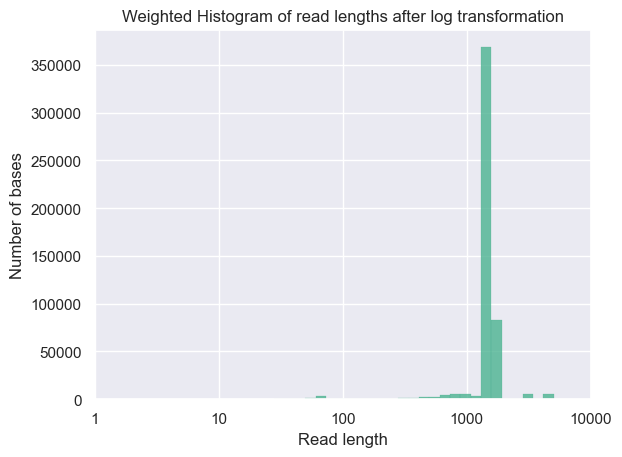 Weighted Histogram of read lengths after log transformation
350000
300000
250000
200000
150000
100000
50000
0
Number of bases
1 10 100 1000 10000
Read length